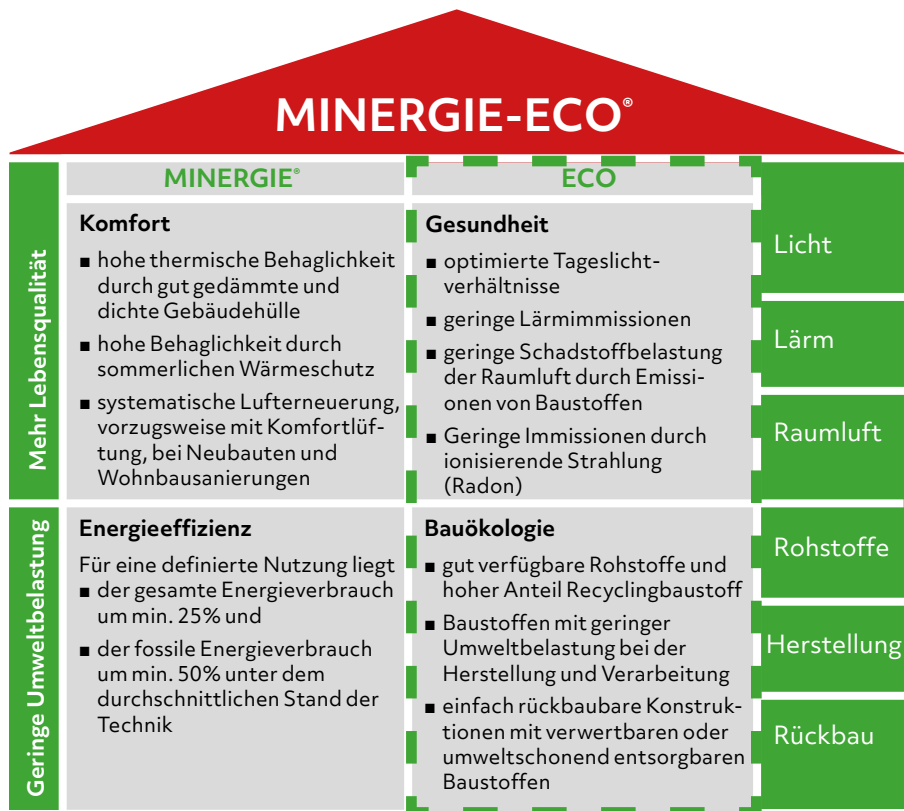 MINERGIE-ECO®
MINERGIE®
ECO
Mehr Lebensqualität
Komfort
■ hohe thermische Behaglichkeit
durch gut gedämmte und
dichte Gebäudehülle
■ hohe Behaglichkeit durch
sommerlichen Wärmeschutz
■ systematische Lufterneuerung,
vorzugsweise mit Komfortlüf-
tung, bei Neubauten und
Wohnbausanierungen
Gesundheit
■ optimierte Tageslicht-
verhältnisse
■ geringe Lärmimmissionen
■ geringe Schadstoffbelastung
der Raumluft durch Emissi-
onen von Baustoffen
■ Geringe Immissionen durch
ionisierende Strahlung
(Radon)
Licht
Lärm
Raumluft
Geringe Umweltbelastung
Energieeffizienz
Für eine definierte Nutzung liegt
■ der gesamte Energieverbrauch
um min. 25% und
■ der fossile Energieverbrauch
um min. 50% unter dem
durchschnittlichen Stand der
Technik
Bauökologie
■ gut verfügbare Rohstoffe und
hoher Anteil Recyclingbaustoff
■ Baustoffen mit geringer
Umweltbelastung bei der
Herstellung und Verarbeitung
■ einfach rückbaubare Konstruk-
tionen mit verwertbaren oder
umweltschonend entsorgbaren
Baustoffen
Rohstoffe
Herstellung
Rückbau